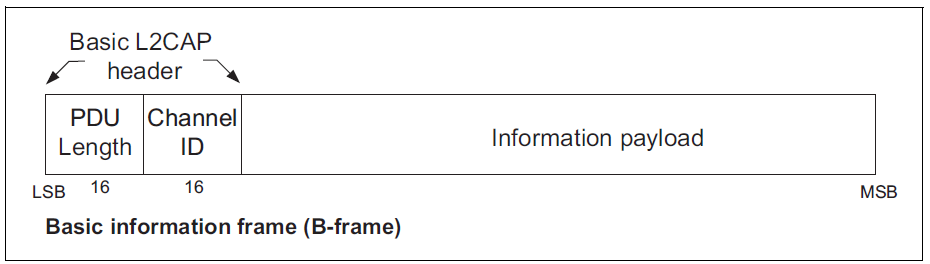 Basic L2CAP
header
PDU
Length
Channel
ID
Information payload
LSB
16
16
MSB
Basic information frame (B-frame)